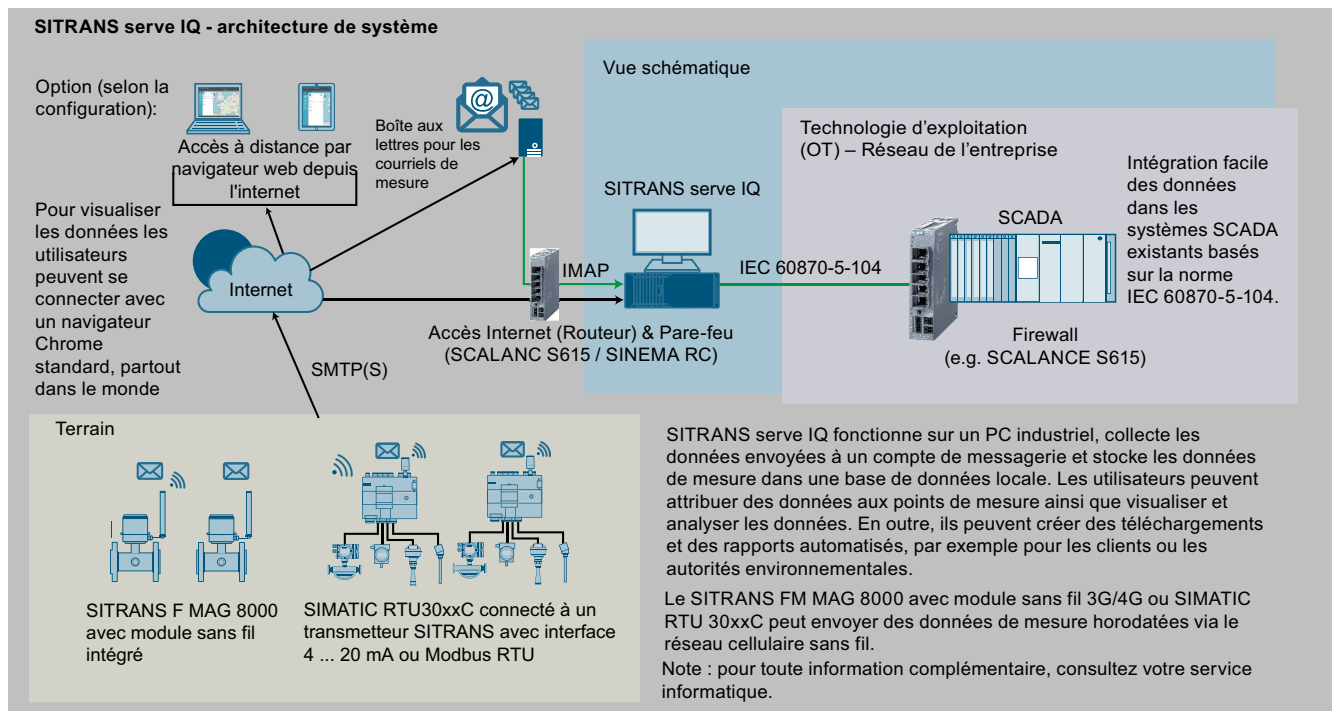 SITRANS serve IQ - architecture de système
Option (selon la
configuration):
Accès à distance par
navigateur web depuis
l'internet
Boîte aux
lettres pour les
courriels de
mesure
@
Vue schématique
Technologie d'exploitation
(OT) – Réseau de l'entreprise
Intégration facile
des données
dans les
systèmes SCADA
existants basés
sur la norme
IEC 60870-5-104.
SITRANS serve IQ
SCADA
Pour visualiser
les données les
utilisateurs
peuvent se
connecter avec
un navigateur
Chrome
standard, partout
dans le monde
Internet
IMAP
IEC 60870-5-104
Accès Internet (Routeur) & Pare-feu
(SCALANC S615 / SINEMA RC)
Firewall
(e.g. SCALANCE S615)
SMTP(S)
Terrain
SITRANS F MAG 8000
avec module sans fil
intégré
SIMATIC RTU30xxC connecté à un
transmetteur SITRANS avec interface
4 ... 20 mA ou Modbus RTU
SITRANS serve IQ fonctionne sur un PC industriel, collecte les
données envoyées à un compte de messagerie et stocke les données
de mesure dans une base de données locale. Les utilisateurs peuvent
attribuer des données aux points de mesure ainsi que visualiser et
analyser les données. En outre, ils peuvent créer des téléchargements
et des rapports automatisés, par exemple pour les clients ou les
autorités environnementales.
Le SITRANS FM MAG 8000 avec module sans fil 3G/4G ou SIMATIC
RTU 30xxC peut envoyer des données de mesure horodatées via le
réseau cellulaire sans fil.
Note : pour toute information complémentaire, consultez votre service
informatique.